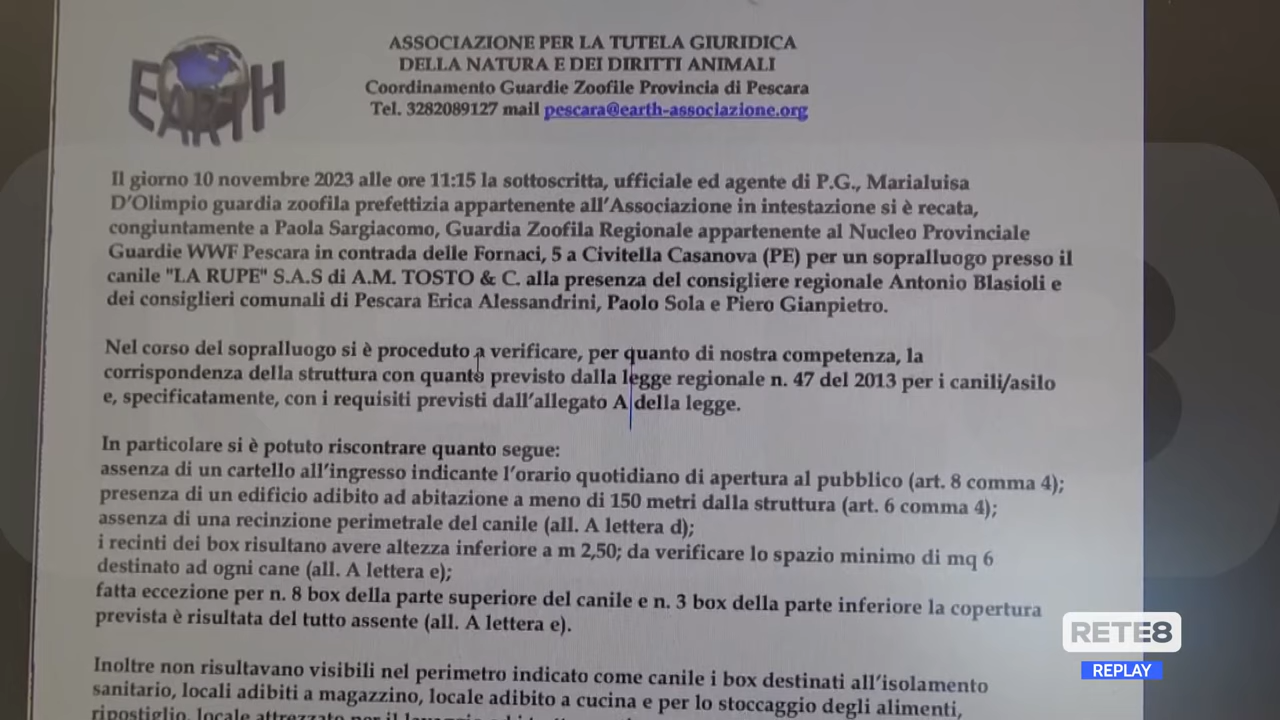 EARTH
ASSOCIAZIONE PER LA TUTELA GIURIDICA
DELLA NATURA E DEI DIRITTI ANIMALI
Coordinamento Guardie Zoofile Provincia di Pescara
Tel. 3282089127 mail pescara@earth-associazione.org
Il giorno 10 novembre 2023 alle ore 11:15 la sottoscritta, ufficiale ed agente di P.G., Marialuisa
D'Olimpio guardia zoofila prefettizia appartenente all'Associazione in intestazione si è recata,
congiuntamente a Paola Sargiacomo, Guardia Zoofila Regionale appartenente al Nucleo Provinciale
Guardie WWF Pescara in contrada delle Fornaci, 5 a Civitella Casanova (PE) per un sopralluogo presso il
canile "LA RUPE" S.A.S di A.M. TOSTO & C. alla presenza del consigliere regionale Antonio Blasioli e
dei consiglieri comunali di Pescara Erica Alessandrini, Paolo Sola e Piero Gianpietro.
Nel corso del sopralluogo si è proceduto a verificare, per quanto di nostra competenza, la
corrispondenza della struttura con quanto previsto dalla legge regionale n. 47 del 2013 per i canili/asilo
e, specificatamente, con i requisiti previsti dall'allegato A della legge.
In particolare si è potuto riscontrare quanto segue:
assenza di un cartello all'ingresso indicante l'orario quotidiano di apertura al pubblico (art. 8 comma 4);
presenza di un edificio adibito ad abitazione a meno di 150 metri dalla struttura (art. 6 comma 4);
assenza di una recinzione perimetrale del canile (all. A lettera d);
i recinti dei box risultano avere altezza inferiore a m 2,50; da verificare lo spazio minimo di mq 6
destinato ad ogni cane (all. A lettera e);
fatta eccezione per n. 8 box della parte superiore del canile e n. 3 box della parte inferiore la copertura
prevista è risultata del tutto assente (all. A lettera e).
Inoltre non risultavano visibili nel perimetro indicato come canile i box destinati all'isolamento
sanitario, locali adibiti a magazzino, locale adibito a cucina e per lo stoccaggio degli alimenti,
ripostiglio, locale
RETE8
REPLAY